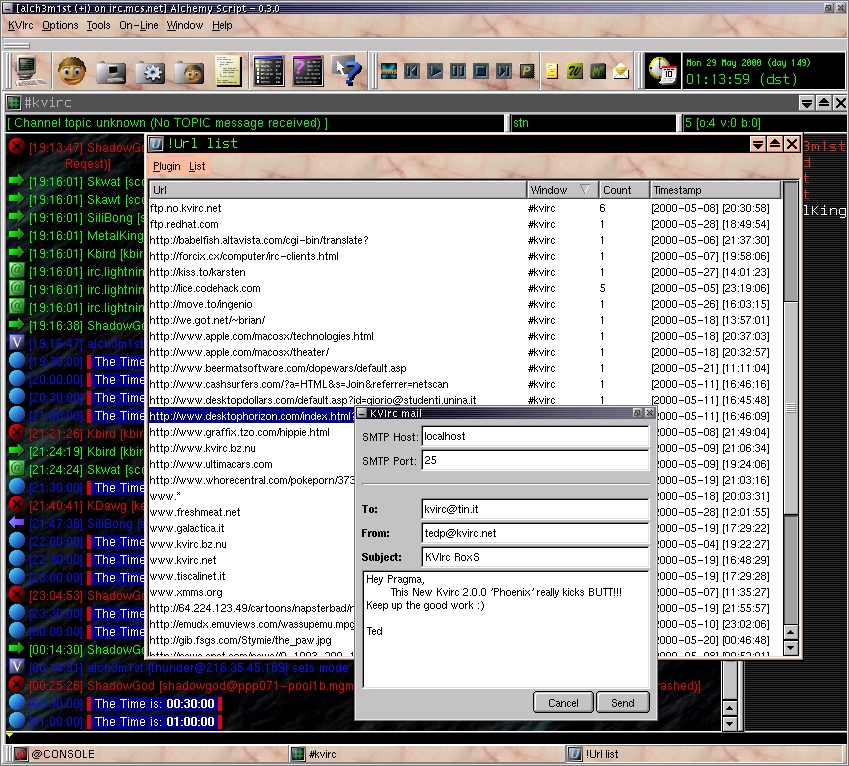 [alch3m1st (+i) on irc.mcs.net] Alchemy Script - 0.3.0
KVIrc Options Tools On-Line Window Help
Mon 29 May 2000 (day 149)
01:13:59 (dst)
#kvirc
[ Channel topic unknown (No TOPIC message received) ] stn 5 [o:4 v:0 b:0]
!Url list
Plugin List
Url Window Count Timestamp
ftp.no.kvirc.net #kvirc 6 [2000-05-08] [20:30:58]
ftp.redhat.com #kvirc 1 [2000-05-28] [18:49:54]
http://babelfish.altavista.com/cgi-bin/translate? #kvirc 1 [2000-05-06] [21:37:30]
http://forcix.cx/computer/irc-clients.html #kvirc 1 [2000-05-07] [19:58:06]
http://kiss.to/karsten #kvirc 1 [2000-05-27] [14:01:23]
http://lice.codehack.com #kvirc 5 [2000-05-05] [23:19:06]
http://move.to/ingenio #kvirc 1 [2000-05-26] [16:03:15]
http://we.got.net/~brian/ #kvirc 1 [2000-05-18] [13:57:01]
http://www.apple.com/macosx/technologies.html #kvirc 1 [2000-05-18] [20:37:53]
http://www.apple.com/macosx/theater/ #kvirc 1 [2000-05-18] [20:32:57]
http://www.beermatsoftware.com/dopewars/default.asp #kvirc 1 [2000-05-21] [11:11:04]
http://www.cashsurfers.com/?a=HTML&s=Join&referrer=netscan #kvirc 1 [2000-05-11] [16:46:16]
http://www.desktopdollars.com/default.asp?id=giorio@studenti.unina.it #kvirc 1 [2000-05-11] [16:45:48]
http://www.desktophorizon.com/index.html? [2000-05-11] [16:46:09]
http://www.graffix.tzo.com/hippie.html [2000-05-08] [21:49:04]
http://www.kvirc.bz.nu [2000-05-07] [21:06:34]
http://www.ultimacars.com [2000-05-09] [19:24:06]
http://www.whorecentral.com/pokeporn/373 [2000-05-19] [21:03:16]
www.* [2000-05-18] [20:03:31]
www.freshmeat.net [2000-05-28] [12:01:55]
www.galactica.it [2000-05-19] [17:29:22]
www.kvirc.bz.nu [2000-05-04] [19:22:27]
www.kvirc.net [2000-05-19] [16:48:29]
www.tiscalinet.it [2000-05-19] [17:29:28]
www.xmms.org [2000-05-07] [11:35:27]
http://64.224.123.49/cartoons/napsterbad/ [2000-05-19] [21:55:57]
http://emudx.emuviews.com/wassupemu.mpg [2000-05-10] [23:02:06]
http://gib.fsgs.com/Stymie/the_paw.jpg [2000-05-20] [00:46:48]
KVIrc mail
SMTP Host: localhost
SMTP Port: 25
To: kvirc@tin.it
From: tedp@kvirc.net
Subject: KVIrc RoxS
Hey Pragma,
This New Kvirc 2.0.0 'Phoenix' really kicks BUTT!!!
Keep up the good work :)
Ted
Cancel Send
[19:13:47] ShadowGo
Reqest)]
[19:16:01] Skwat [sco
[19:16:01] Skawt [sco
[19:16:01] SiliBong [
[19:16:01] MetalKing
[19:16:01] Kbird [kbir
[19:16:01] irc.lightnin
[19:16:01] irc.lightnin
[19:16:01] irc.lightnin
[19:16:38] ShadowGo
[19:16:47] alch3m1st
[19:30:00] The Time
[20:00:00] The Time
[20:30:00] The Time
[21:00:00] The Time
[21:21:26] Kbird [kbir
[21:24:19] Kbird [kbir
[21:24:24] Skwat [sco
[21:30:00] The Time
[21:40:41] KDawg [ke
[21:47:36] SiliBong [
[22:00:00] The Time
[22:30:00] The Time
[23:00:00] The Time
[23:04:53] ShadowGo
[23:30:00] The Time
[00:00:00] The Time
[00:14:30] ShadowGo
[00:14:31] alch3m1st [thunder@216.35.45.189] sets mode
[00:25:26] ShadowGod [shadowgod@ppp071-pool1b.mgm rashed)]
[00:30:00] The Time is: 00:30:00
[01:00:00] The Time is: 01:00:00
3m1st
lKing
@CONSOLE #kvirc !Url list